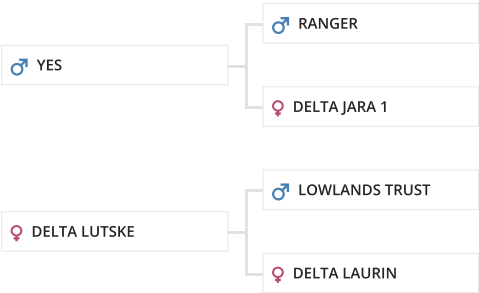 RANGER
YES
DELTA JARA 1
LOWLANDS TRUST
DELTA LUTSKE
DELTA LAURIN